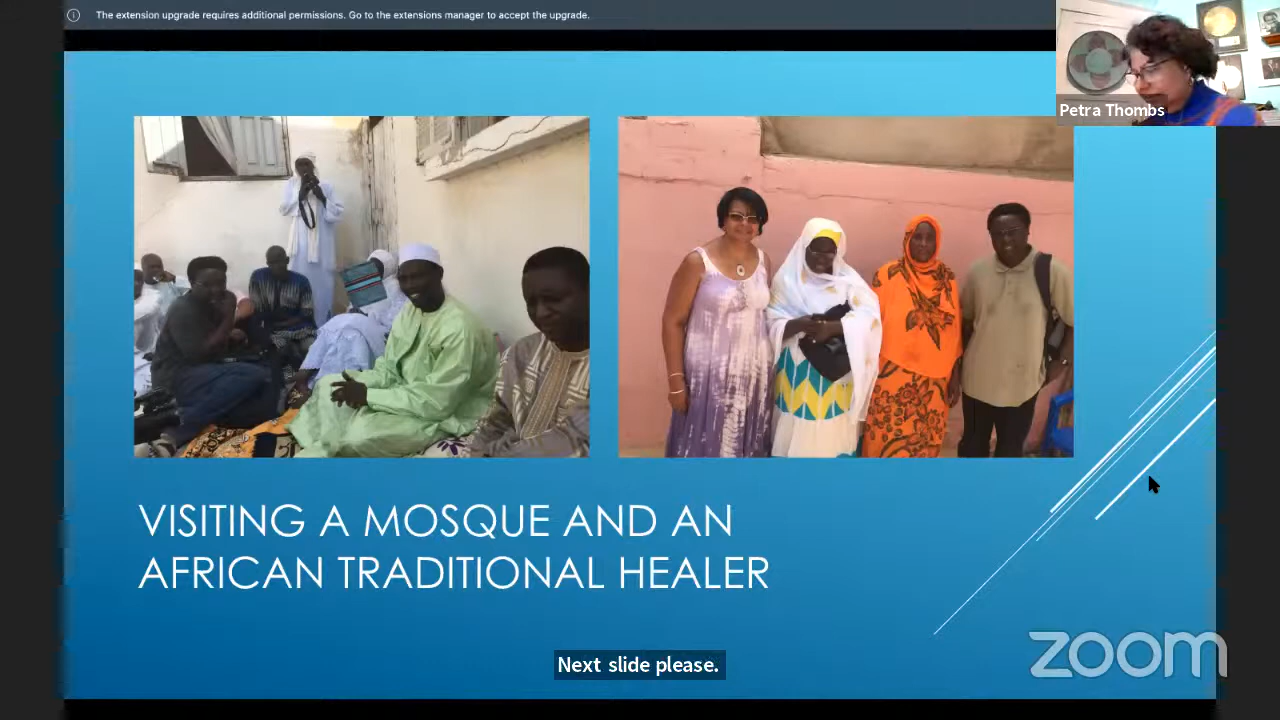 The extension upgrade requires additional permissions. Go to the extensions manager to accept the upgrade.
Petra Thombs
VISITING A MOSQUE AND AN
AFRICAN TRADITIONAL HEALER
Next slide please.
zoom